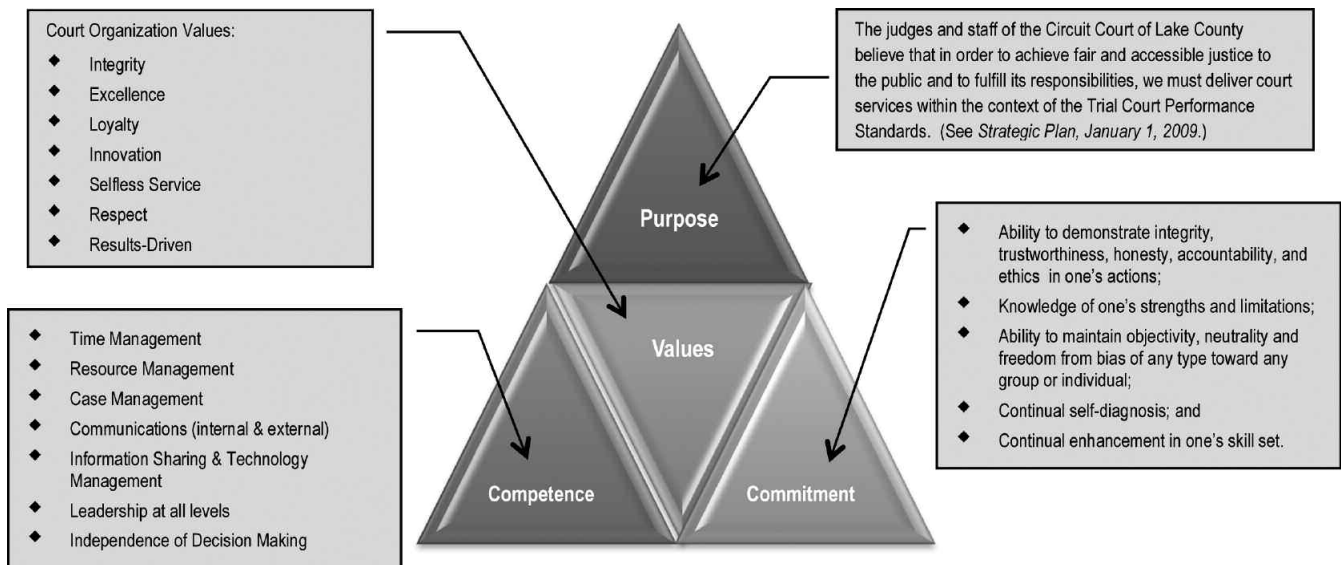 Court Organization Values:
◆ Integrity
◆ Excellence
◆ Loyalty
◆ Innovation
◆ Selfless Service
◆ Respect
◆ Results-Driven
The judges and staff of the Circuit Court of Lake County
believe that in order to achieve fair and accessible justice to
the public and to fulfill its responsibilities, we must deliver court
services within the context of the Trial Court Performance
Standards. (See Strategic Plan, January 1, 2009.)
Purpose
◆ Ability to demonstrate integrity,
trustworthiness, honesty, accountability, and
ethics in one's actions;
◆ Knowledge of one's strengths and limitations;
◆ Ability to maintain objectivity, neutrality and
freedom from bias of any type toward any
group or individual;
◆ Continual self-diagnosis; and
◆ Continual enhancement in one's skill set.
Values
◆ Time Management
◆ Resource Management
◆ Case Management
◆ Communications (internal & external)
◆ Information Sharing & Technology
Management
◆ Leadership at all levels
◆ Independence of Decision Making
Competence
Commitment